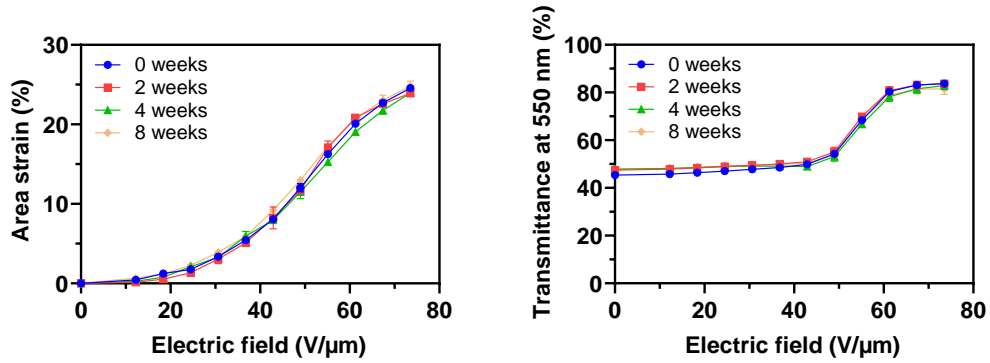 Area strain (%)
30
20
10
0
0 weeks
2 weeks
4 weeks
8 weeks
0 20 40 60 80
Electric field (V/µm)
Transmittance at 550 nm (%)
100
80
60
40
20
0
0 weeks
2 weeks
4 weeks
8 weeks
0 20 40 60 80
Electric field (V/µm)